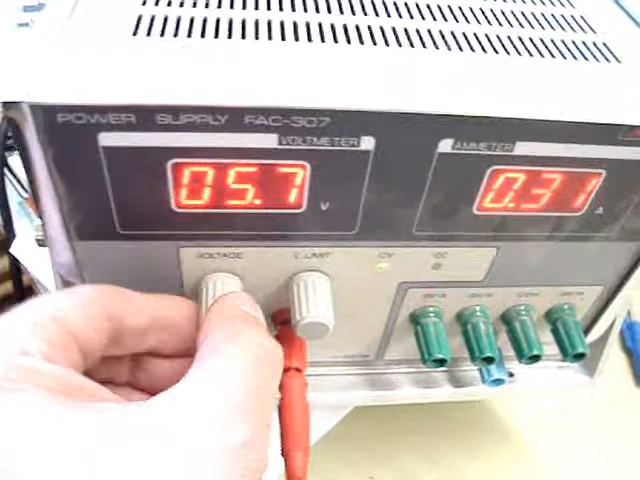 POWER SUPPLY FAC-307
VOLTMETER
AMMETER
05.7 V
0.31 A
VOLTAGE
I. LIMIT
CV
CC